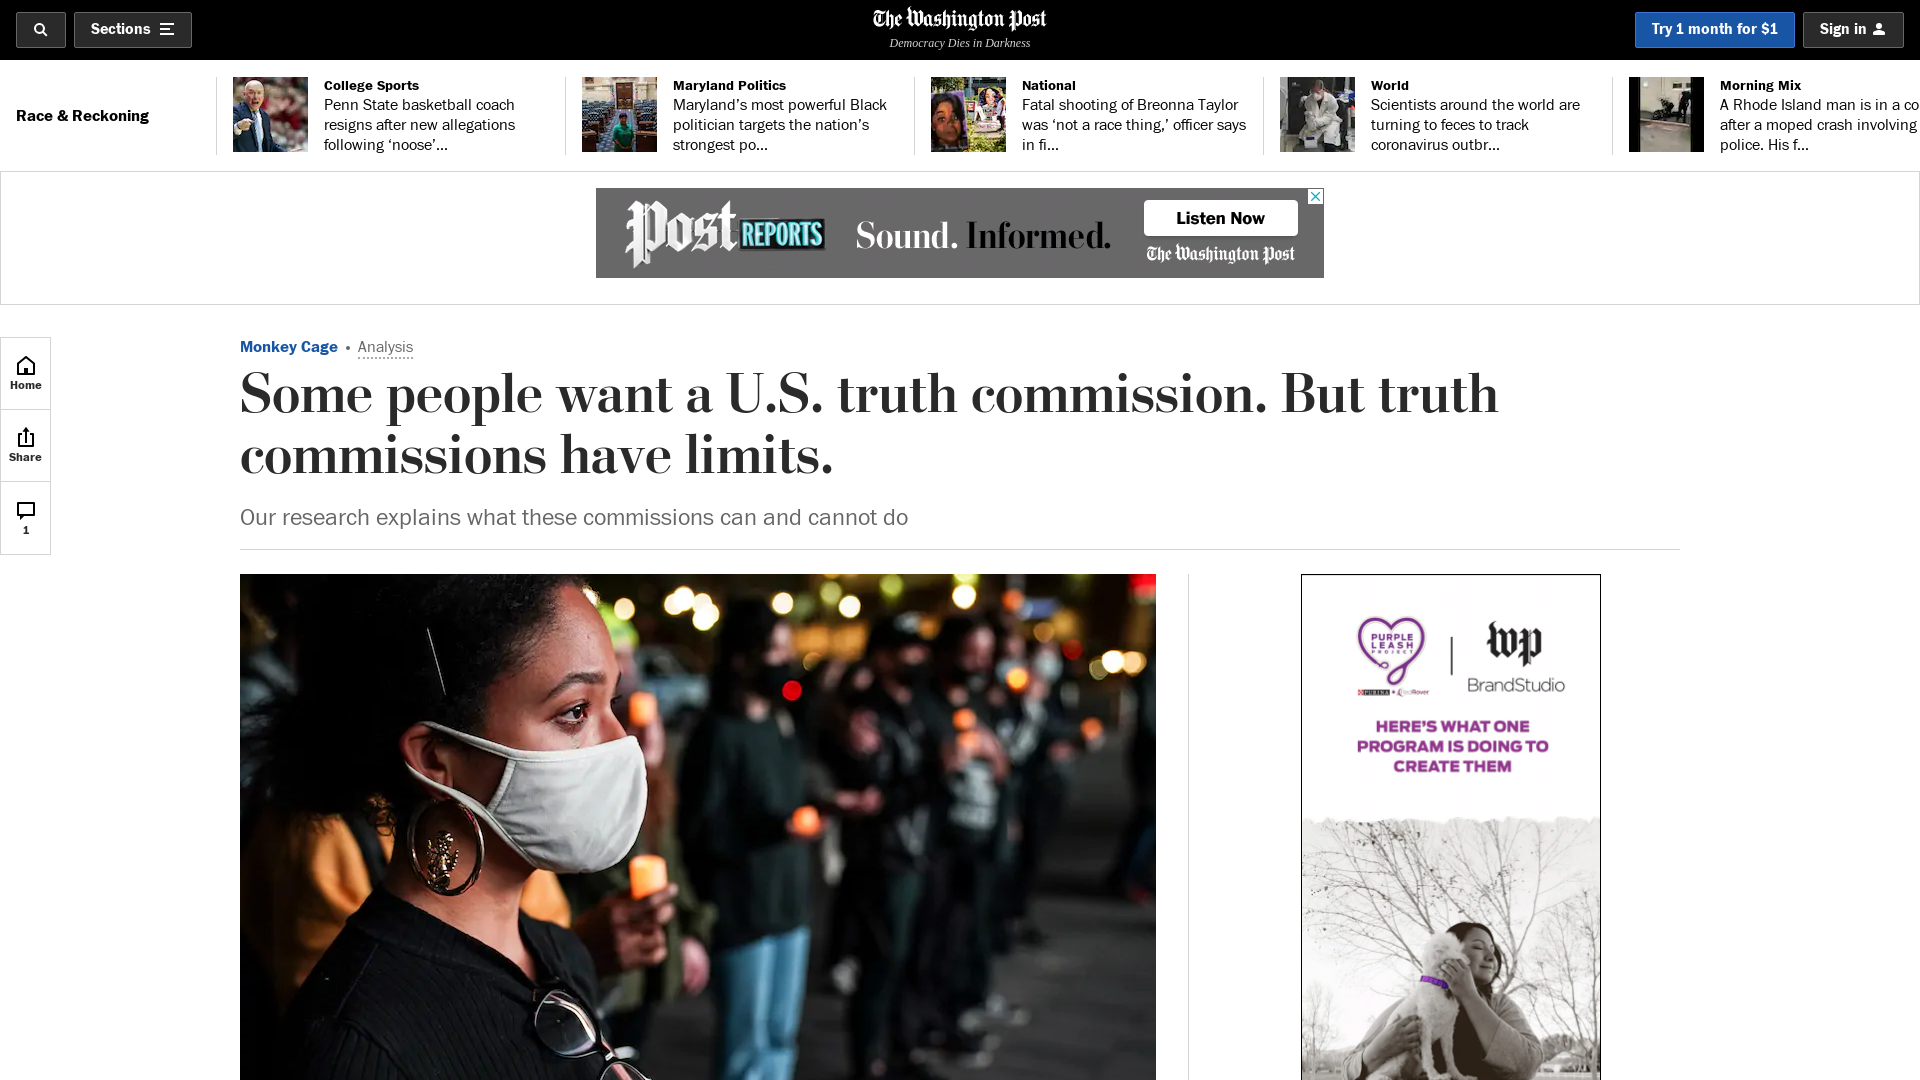 Sections
The Washington Post
Democracy Dies in Darkness
Try 1 month for $1
Sign in
Race & Reckoning
College Sports
Penn State basketball coach
resigns after new allegations
following ‘noose’...
Maryland Politics
Maryland’s most powerful Black
politician targets the nation’s
strongest po...
National
Fatal shooting of Breonna Taylor
was ‘not a race thing,’ officer says
in fi...
World
Scientists around the world are
turning to feces to track
coronavirus outbr...
Morning Mix
A Rhode Island man is in a co
after a moped crash involving
police. His f...
Post REPORTS
Sound. Informed.
Listen Now
The Washington Post
Home
Share
1
Monkey Cage • Analysis
Some people want a U.S. truth commission. But truth
commissions have limits.
Our research explains what these commissions can and cannot do
PURPLE
LEASH
PROJECT
PURINA
RedRover
wp
BrandStudio
HERE’S WHAT ONE
PROGRAM IS DOING TO
CREATE THEM